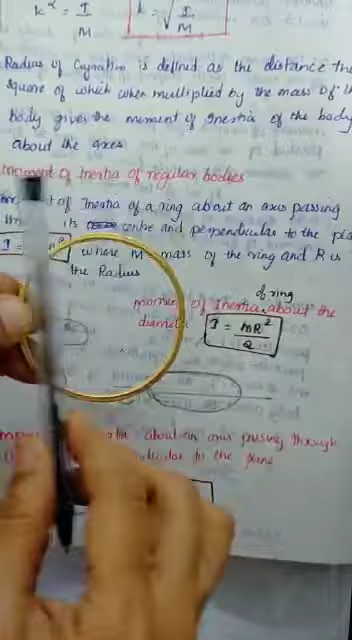 k² = I/M k = √I/M
Radius of Gyration is defined as the distance the
square of which when multiplied by the mass of
body gives the moment of Inertia of the body
about the axes
moment of Inertia of regular bodies
of Inertia of a ring about an axis passing
its centre and perpendicular to the pla
where M = mass of the ring and R is
the Radius
of ring
of Inertia about the
I = MR²/2
about an axis passing through
to the plane